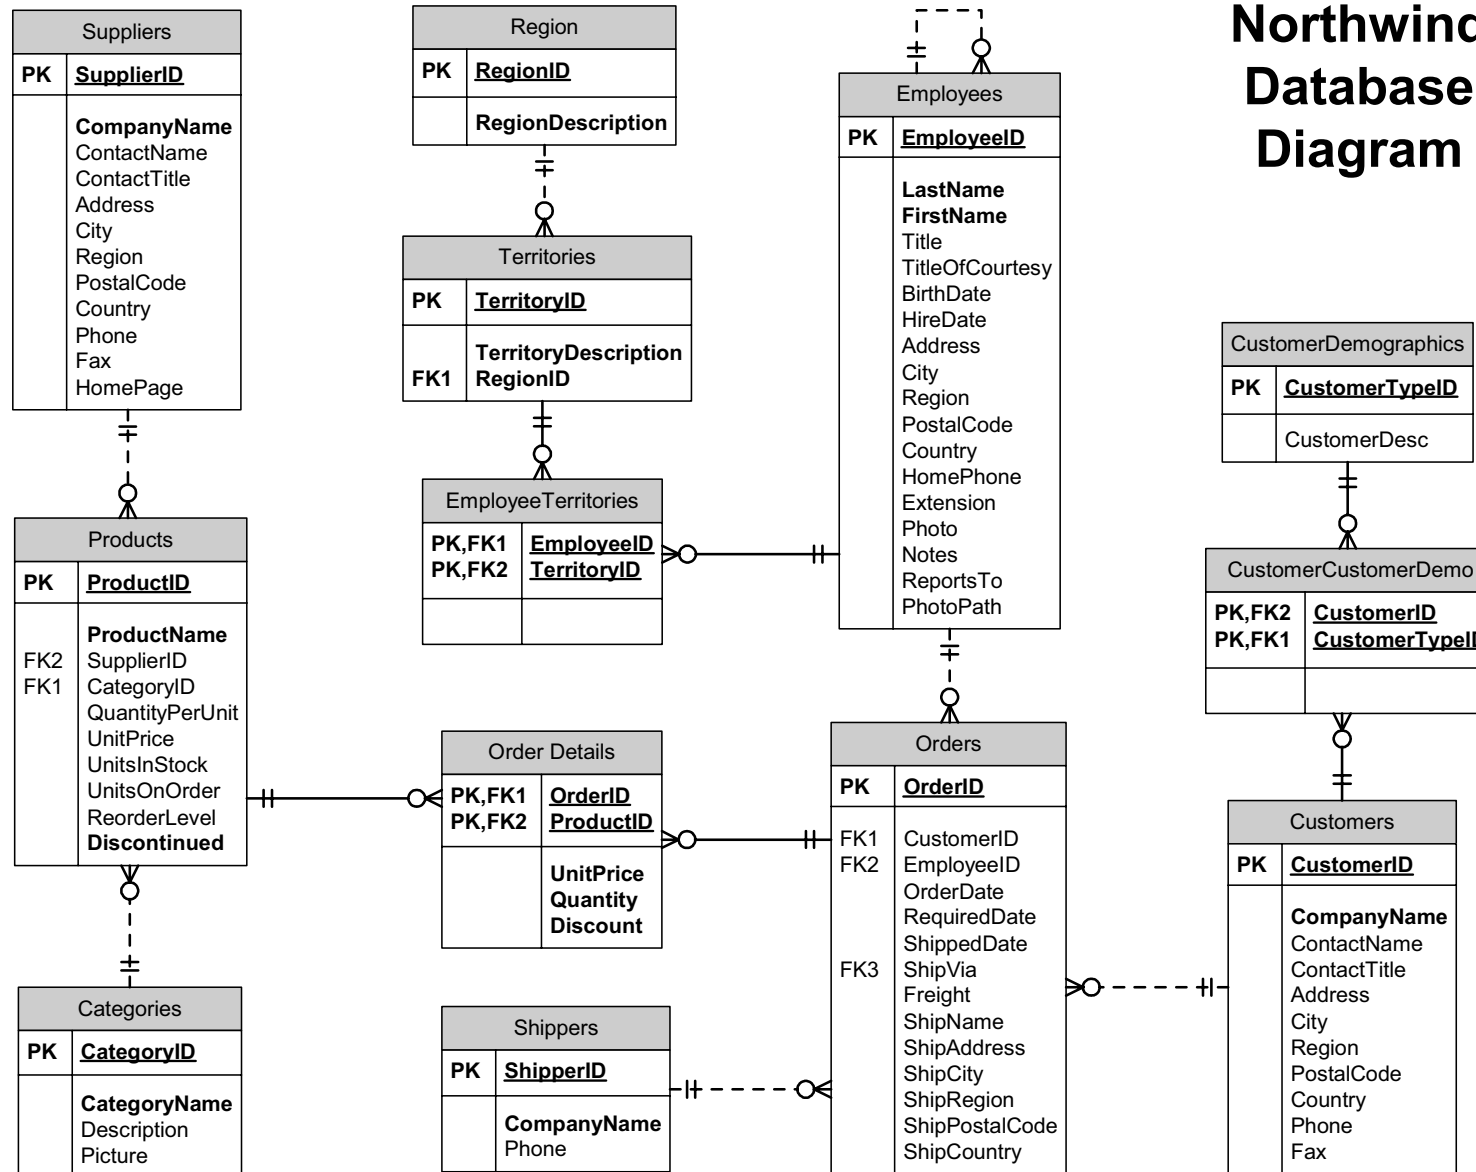 Northwind
Database
Diagram
Suppliers
PK SupplierID
CompanyName
ContactName
ContactTitle
Address
City
Region
PostalCode
Country
Phone
Fax
HomePage
Region
PK RegionID
RegionDescription
Territories
PK TerritoryID
TerritoryDescription
FK1 RegionID
EmployeeTerritories
PK,FK1 EmployeeID
PK,FK2 TerritoryID
Employees
PK EmployeeID
LastName
FirstName
Title
TitleOfCourtesy
BirthDate
HireDate
Address
City
Region
PostalCode
Country
HomePhone
Extension
Photo
Notes
ReportsTo
PhotoPath
CustomerDemographics
PK CustomerTypeID
CustomerDesc
CustomerCustomerDemo
PK,FK2 CustomerID
PK,FK1 CustomerTypeID
Products
PK ProductID
ProductName
FK2 SupplierID
FK1 CategoryID
QuantityPerUnit
UnitPrice
UnitsInStock
UnitsOnOrder
ReorderLevel
Discontinued
Order Details
PK,FK1 OrderID
PK,FK2 ProductID
UnitPrice
Quantity
Discount
Orders
PK OrderID
FK1 CustomerID
FK2 EmployeeID
OrderDate
RequiredDate
ShippedDate
FK3 ShipVia
Freight
ShipName
ShipAddress
ShipCity
ShipRegion
ShipPostalCode
ShipCountry
Customers
PK CustomerID
CompanyName
ContactName
ContactTitle
Address
City
Region
PostalCode
Country
Phone
Fax
Categories
PK CategoryID
CategoryName
Description
Picture
Shippers
PK ShipperID
CompanyName
Phone